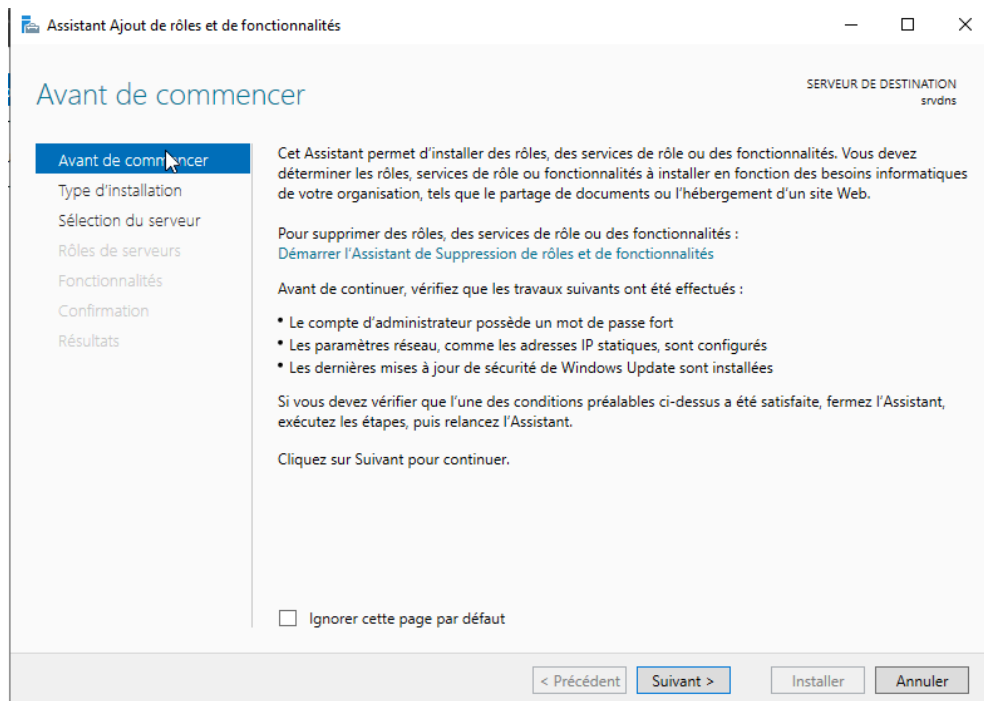 Assistant Ajout de rôles et de fonctionnalités
Avant de commencer
SERVEUR DE DESTINATION
srvdns
Avant de commencer
Type d'installation
Sélection du serveur
Rôles de serveurs
Fonctionnalités
Confirmation
Résultats
Cet Assistant permet d'installer des rôles, des services de rôle ou des fonctionnalités. Vous devez
déterminer les rôles, services de rôle ou fonctionnalités à installer en fonction des besoins informatiques
de votre organisation, tels que le partage de documents ou l'hébergement d'un site Web.
Pour supprimer des rôles, des services de rôle ou des fonctionnalités :
Démarrer l'Assistant de Suppression de rôles et de fonctionnalités
Avant de continuer, vérifiez que les travaux suivants ont été effectués :
• Le compte d'administrateur possède un mot de passe fort
• Les paramètres réseau, comme les adresses IP statiques, sont configurés
• Les dernières mises à jour de sécurité de Windows Update sont installées
Si vous devez vérifier que l'une des conditions préalables ci-dessus a été satisfaite, fermez l'Assistant,
exécutez les étapes, puis relancez l'Assistant.
Cliquez sur Suivant pour continuer.
Ignorer cette page par défaut
< Précédent
Suivant >
Installer
Annuler